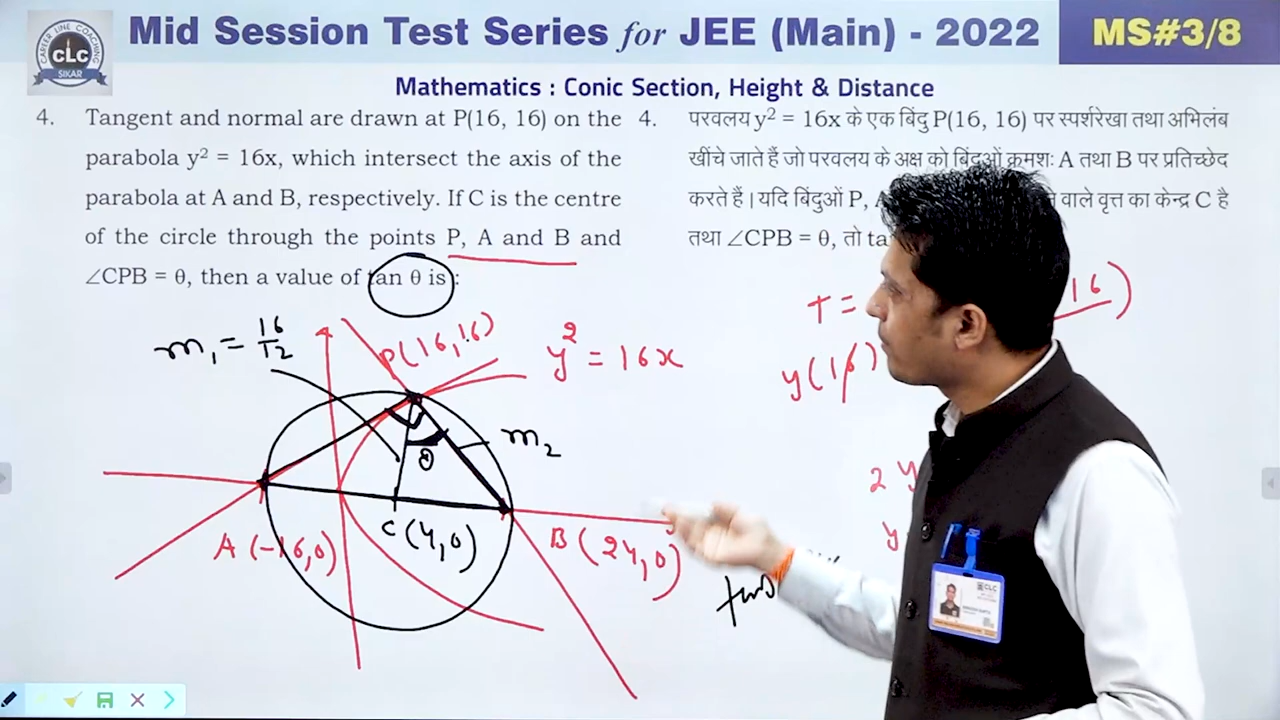 Mid Session Test Series for JEE (Main) - 2022
MS#3/8
CAREER LINE COACHING
CLC
SIKAR
Mathematics : Conic Section, Height & Distance
4. Tangent and normal are drawn at P(16, 16) on the
parabola y² = 16x, which intersect the axis of the
parabola at A and B, respectively. If C is the centre
of the circle through the points P, A and B and
∠CPB = θ, then a value of tan θ is :
4. परवलय y² = 16x के एक बिंदु P(16, 16) पर स्पर्शरेखा तथा अभिलंब
खींचे जाते हैं जो परवलय के अक्ष को बिंदुओं क्रमशः A तथा B पर प्रतिच्छेद
करते हैं। यदि बिंदुओं P, वाले वृत्त का केन्द्र C है
तथा ∠CPB = θ, तो
m₁ = 16/12
P(16,16)
y² = 16x
T =
16)
y(16)
m₂
θ
2 y
y
A (-16,0)
C (4,0)
B (24,0)
CLC